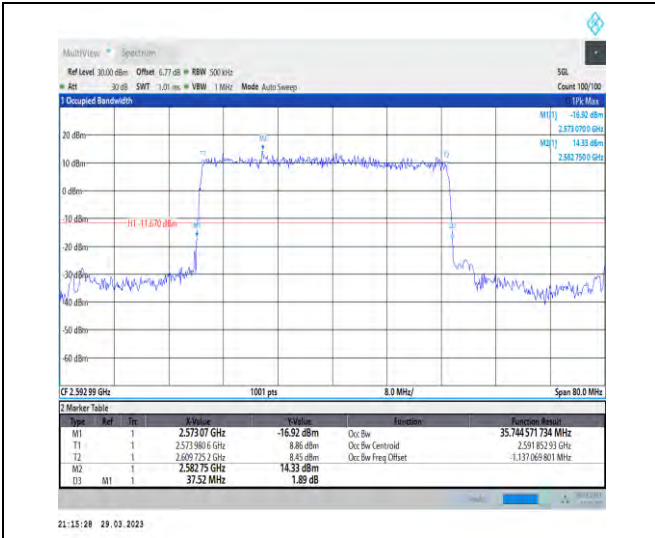 MultiView Spectrum
Ref Level 30.00 dBm Offset 6.77 dB RBW 500 kHz SGL
Att 30 dB SWT 1.01 ms VBW 1 MHz Mode Auto Sweep Count 100/100
1 Occupied Bandwidth 1Pk Max
M1[1] -16.92 dBm
2.573 0700 GHz
M2[1] 14.33 dBm
2.582 7500 GHz
20 dBm
10 dBm
0 dBm
-10 dBm
H1 -11.670 dBm
-20 dBm
-30 dBm
-40 dBm
-50 dBm
-60 dBm
M2
T2
CF 2.592 99 GHz 1001 pts 8.0 MHz/ Span 80.0 MHz
2 Marker Table
Type Ref Trc X-Value Y-Value Function Function Result
M1 1 2.573 07 GHz -16.92 dBm Occ Bw 35.744 571 734 MHz
T1 1 2.573 980 6 GHz 8.86 dBm Occ Bw Centroid 2.591 852 93 GHz
T2 1 2.609 725 2 GHz 8.45 dBm Occ Bw Freq Offset -1.137 069 801 MHz
M2 1 2.582 75 GHz 14.33 dBm
D3 M1 1 37.52 MHz 1.89 dB
21:15:28 29.03.2023